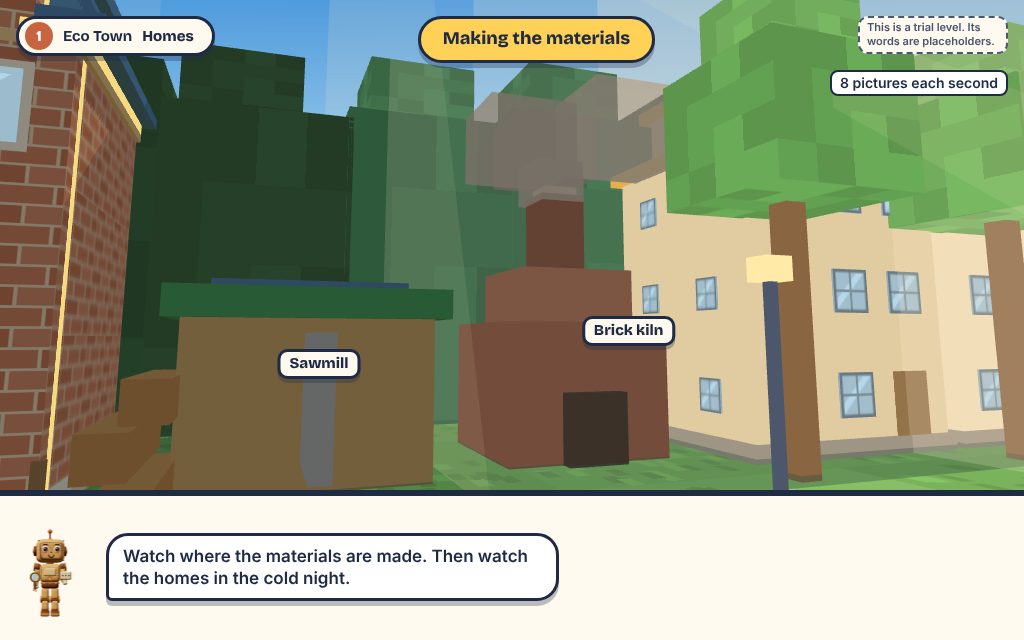 1 Eco Town Homes
Making the materials
This is a trial level. Its
words are placeholders.
8 pictures each second
Brick kiln
Sawmill
Watch where the materials are made. Then watch
the homes in the cold night.